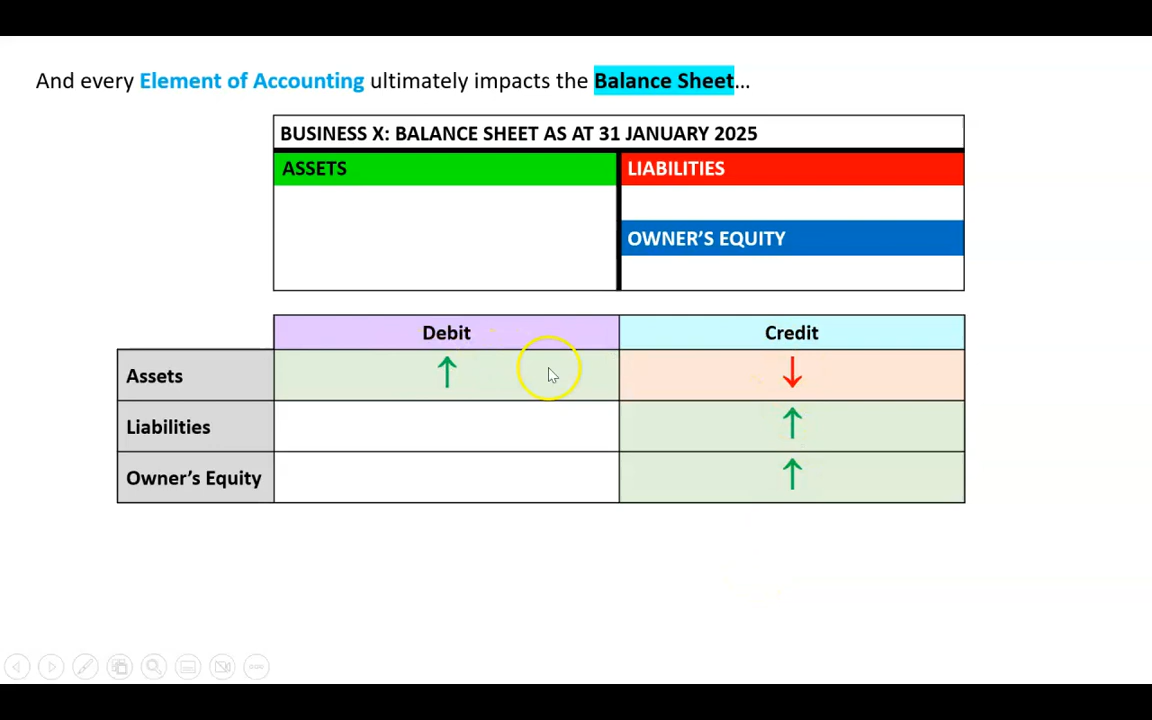 And every Element of Accounting ultimately impacts the Balance Sheet...
BUSINESS X: BALANCE SHEET AS AT 31 JANUARY 2025
ASSETS
LIABILITIES
OWNER’S EQUITY
Debit
Credit
Assets
↑
↓
Liabilities
↑
Owner’s Equity
↑